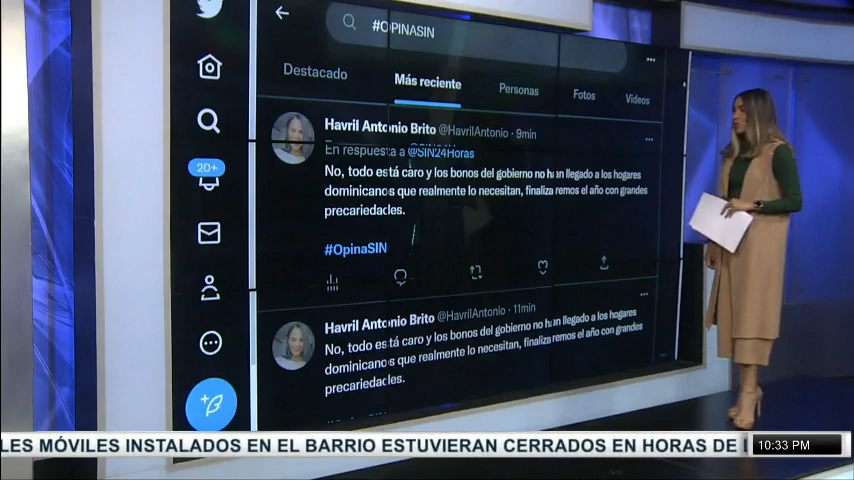 #OPINASIN
Destacado
Más reciente
Personas
Fotos
Videos
Havril Antonio Brito @HavrilAntonio · 9min
En respuesta a @SIN24Horas
No, todo está caro y los bonos del gobierno no han llegado a los hogares
dominicanos que realmente lo necesitan, finalizaremos el año con grandes
precariedades.
#OpinaSIN
20+
Havril Antonio Brito @HavrilAntonio · 11min
No, todo está caro y los bonos del gobierno no han llegado a los hogares
dominicanos que realmente lo necesitan, finalizaremos el año con grandes
precariedades.
LES MÓVILES INSTALADOS EN EL BARRIO ESTUVIERAN CERRADOS EN HORAS DE
10:33 PM